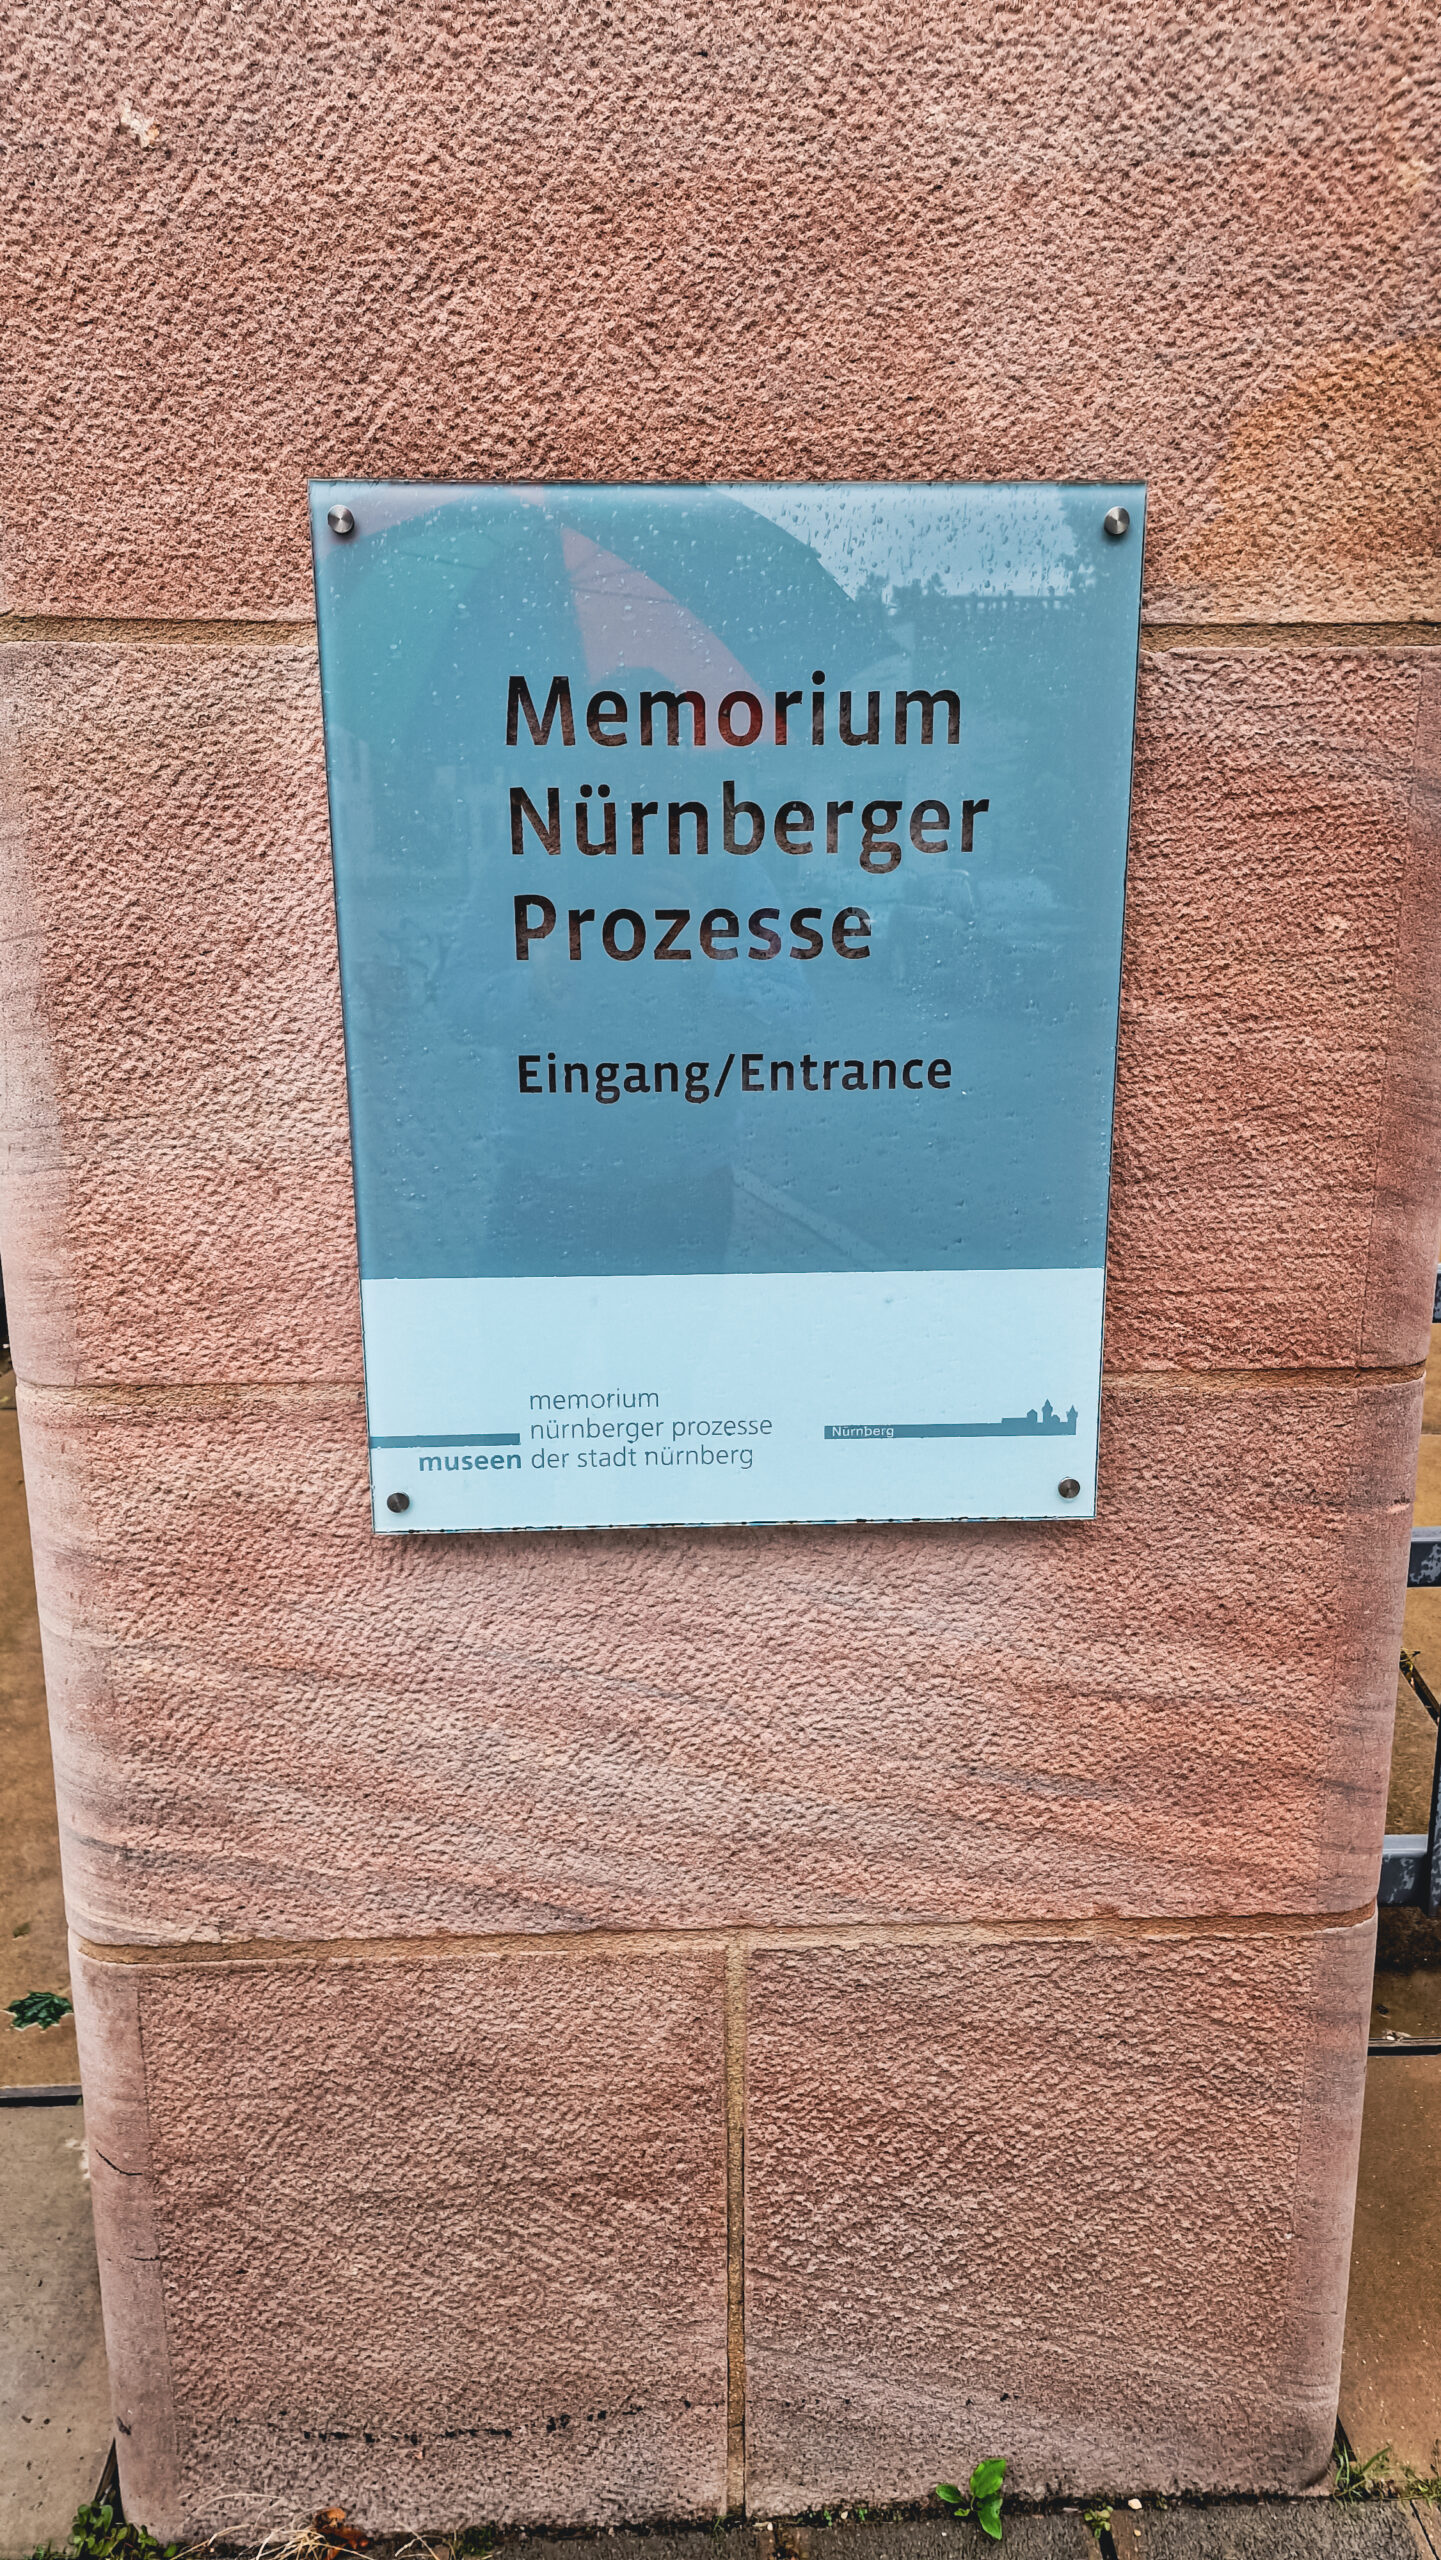 Memorium
Nürnberger
Prozesse
Eingang/Entrance
memorium
nürnberger prozesse
museen der stadt nürnberg
Nürnberg